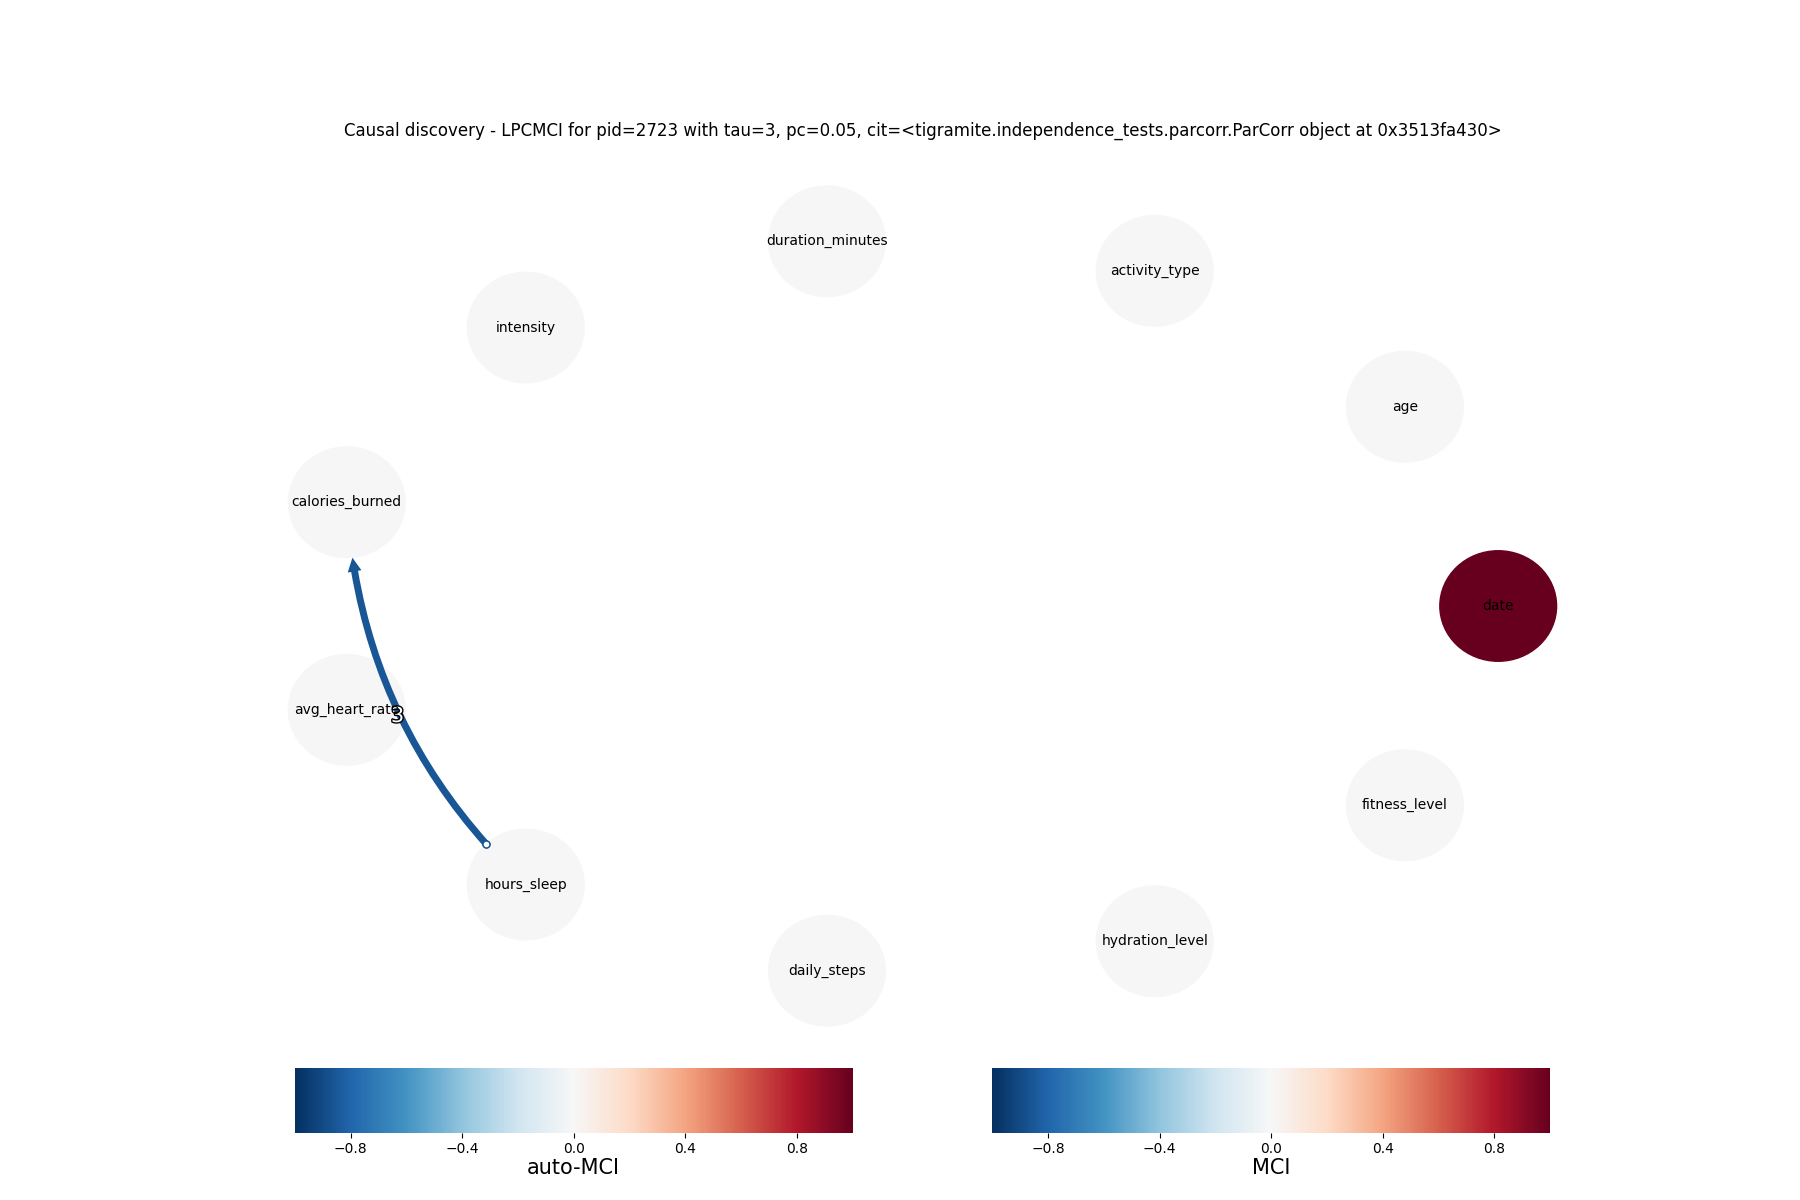 Causal discovery - LPCMCI for pid=2723 with tau=3, pc=0.05, cit=<tigramite.independence_tests.parcorr.ParCorr object at 0x3513fa430>
duration_minutes
activity_type
intensity
age
calories_burned
date
avg_heart_rate
3
fitness_level
hours_sleep
hydration_level
daily_steps
−0.8 −0.4 0.0 0.4 0.8
auto-MCI
−0.8 −0.4 0.0 0.4 0.8
MCI